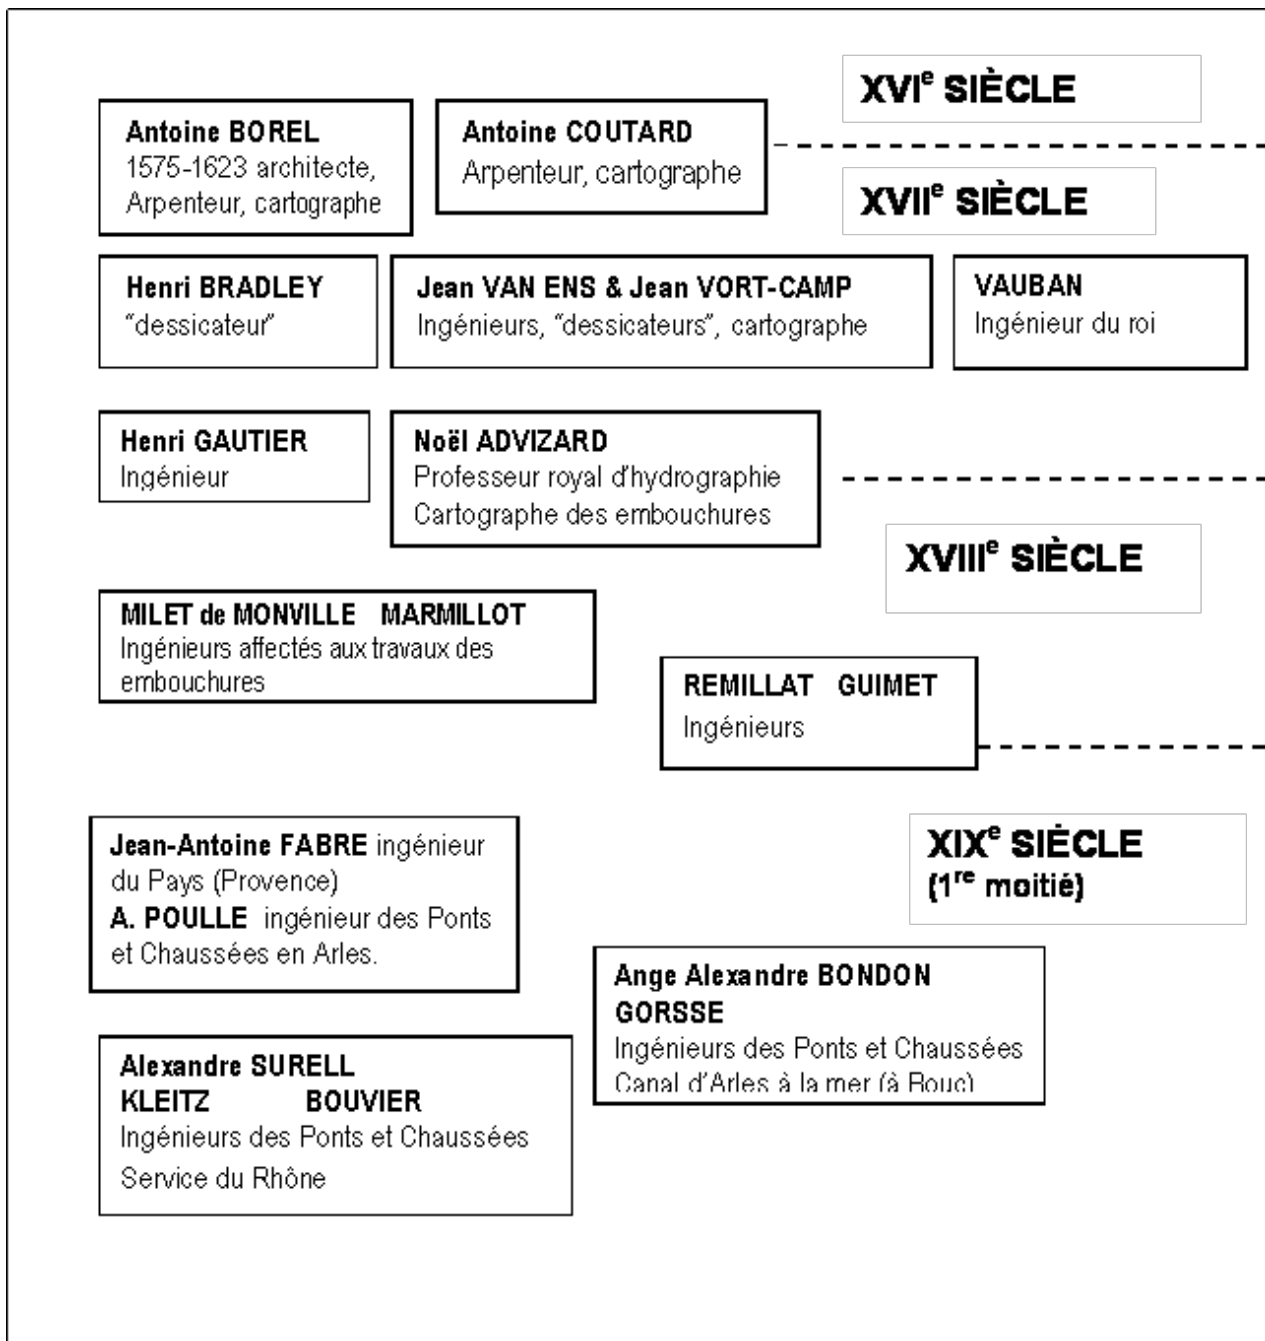 XVIe SIÈCLE
Antoine BOREL
1575-1623 architecte,
Arpenteur, cartographe
Antoine COUTARD
Arpenteur, cartographe
XVIIe SIÈCLE
Henri BRADLEY
“dessicateur”
Jean VAN ENS & Jean VORT-CAMP
Ingénieurs, “dessicateurs”, cartographe
VAUBAN
Ingénieur du roi
Henri GAUTIER
Ingénieur
Noël ADVIZARD
Professeur royal d’hydrographie
Cartographe des embouchures
XVIIIe SIÈCLE
MILET de MONVILLE MARMILLOT
Ingénieurs affectés aux travaux des
embouchures
REMILLAT GUIMET
Ingénieurs
XIXe SIÈCLE
(1re moitié)
Jean-Antoine FABRE ingénieur
du Pays (Provence)
A. POULLE ingénieur des Ponts
et Chaussées en Arles.
Ange Alexandre BONDON
GORSSE
Ingénieurs des Ponts et Chaussées
Canal d’Arles à la mer (à Bouc)
Alexandre SURELL
KLEITZ BOUVIER
Ingénieurs des Ponts et Chaussées
Service du Rhône